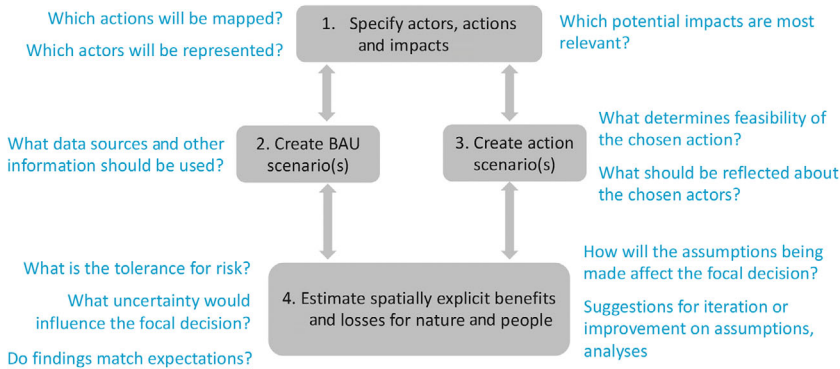 Which actions will be mapped?
Which actors will be represented?
1. Specify actors, actions
and impacts
Which potential impacts are most
relevant?
What data sources and other
information should be used?
2. Create BAU
scenario(s)
3. Create action
scenario(s)
What determines feasibility of
the chosen action?
What should be reflected about
the chosen actors?
What is the tolerance for risk?
What uncertainty would
influence the focal decision?
Do findings match expectations?
4. Estimate spatially explicit benefits
and losses for nature and people
How will the assumptions being
made affect the focal decision?
Suggestions for iteration or
improvement on assumptions,
analyses